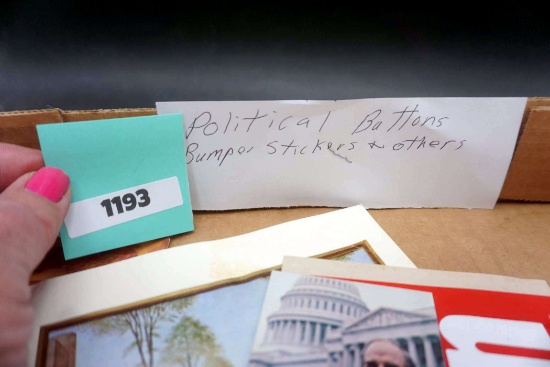 Political Buttons
Bumper Stickers & others
1193